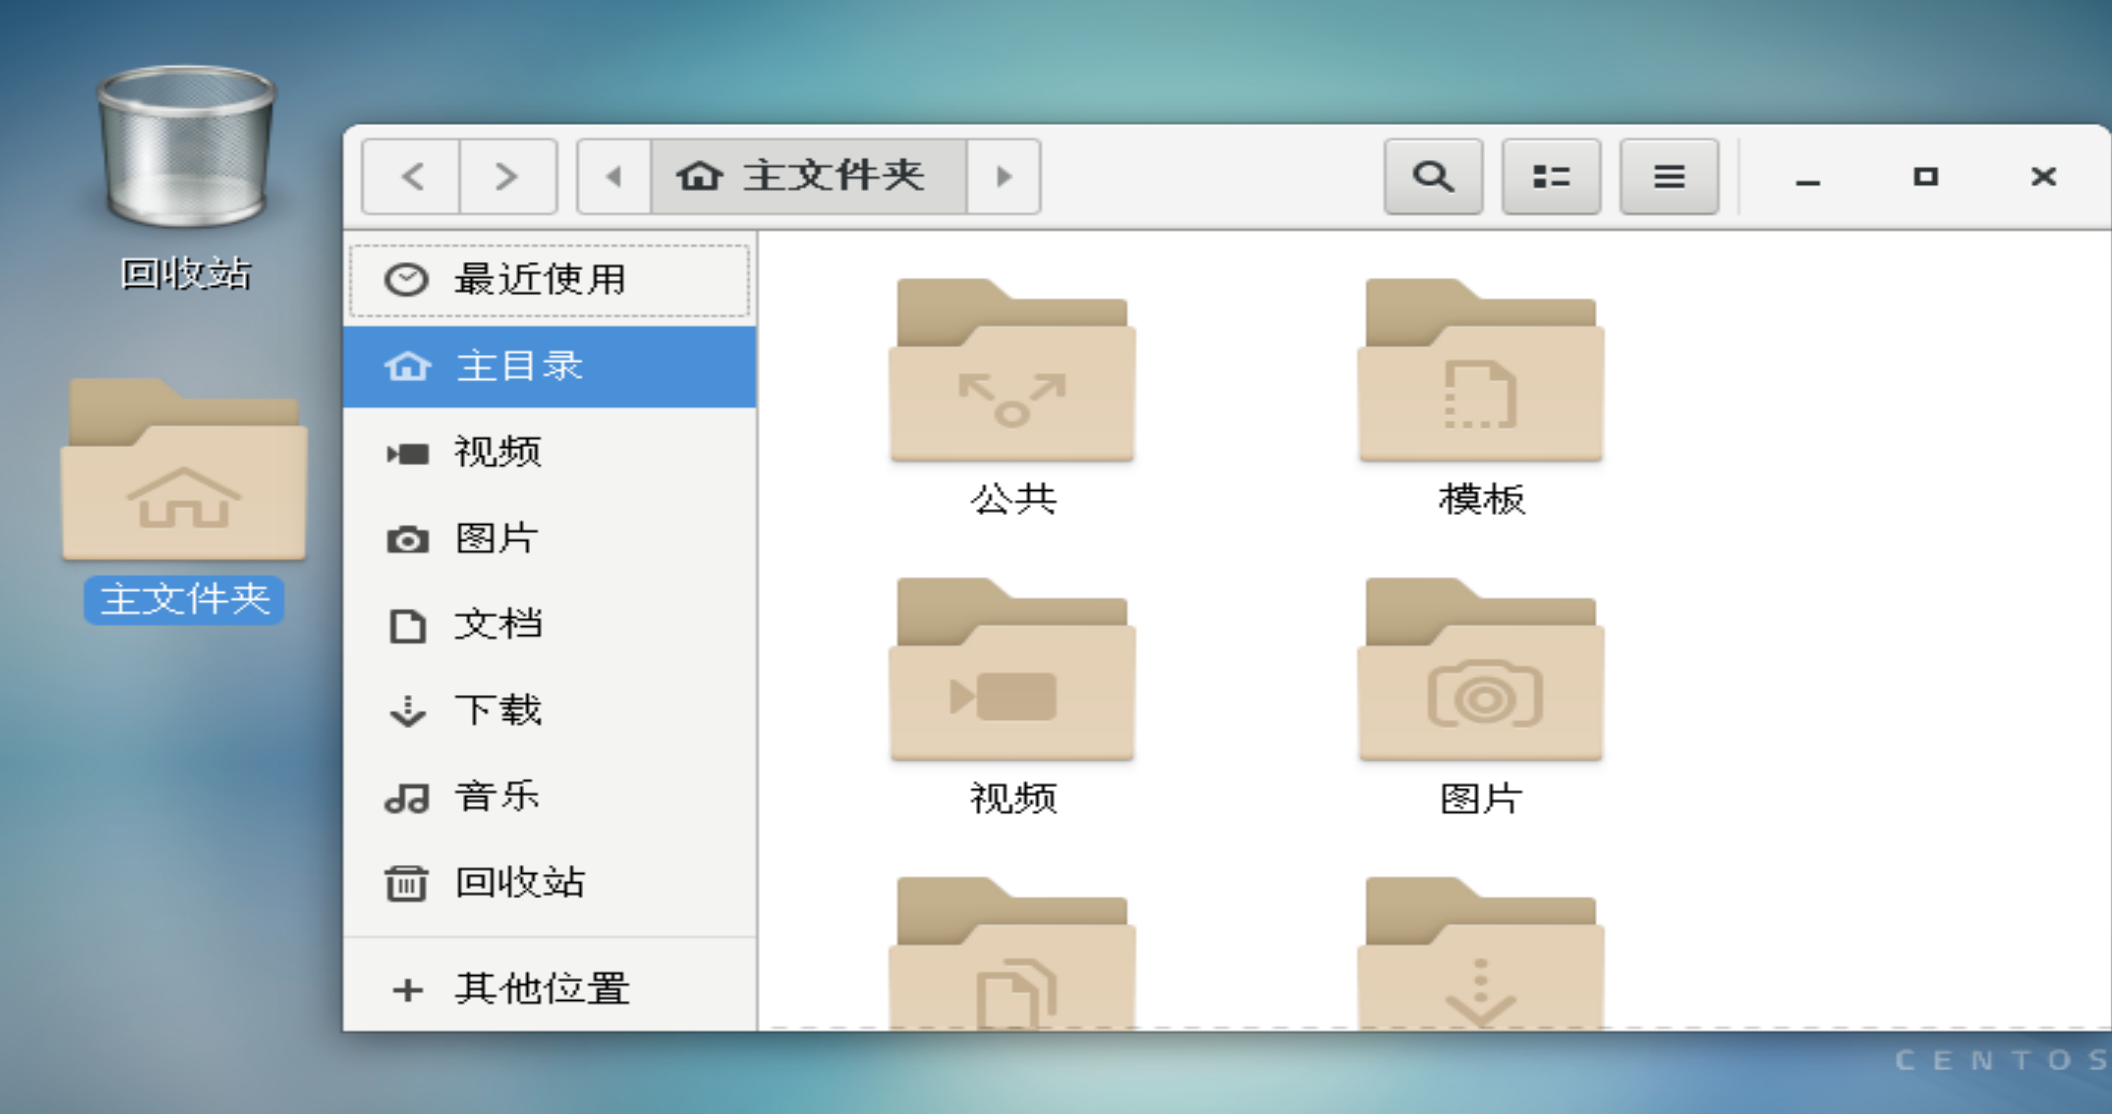 回收站
主文件夹
主文件夹
最近使用
主目录
视频
图片
文档
下载
音乐
回收站
其他位置
公共
模板
视频
图片
CENTOS